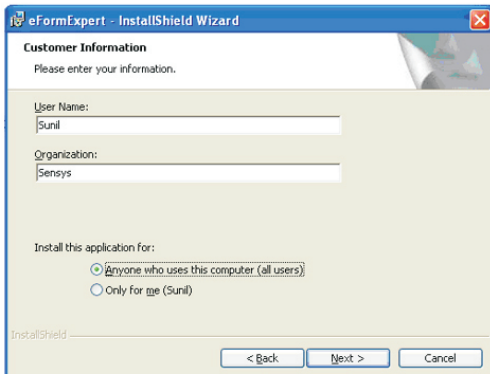 eFormExpert - InstallShield Wizard
Customer Information
Please enter your information.
User Name:
Sunil
Organization:
Sensys
Install this application for:
Anyone who uses this computer (all users)
Only for me (Sunil)
InstallShield
< Back Next > Cancel